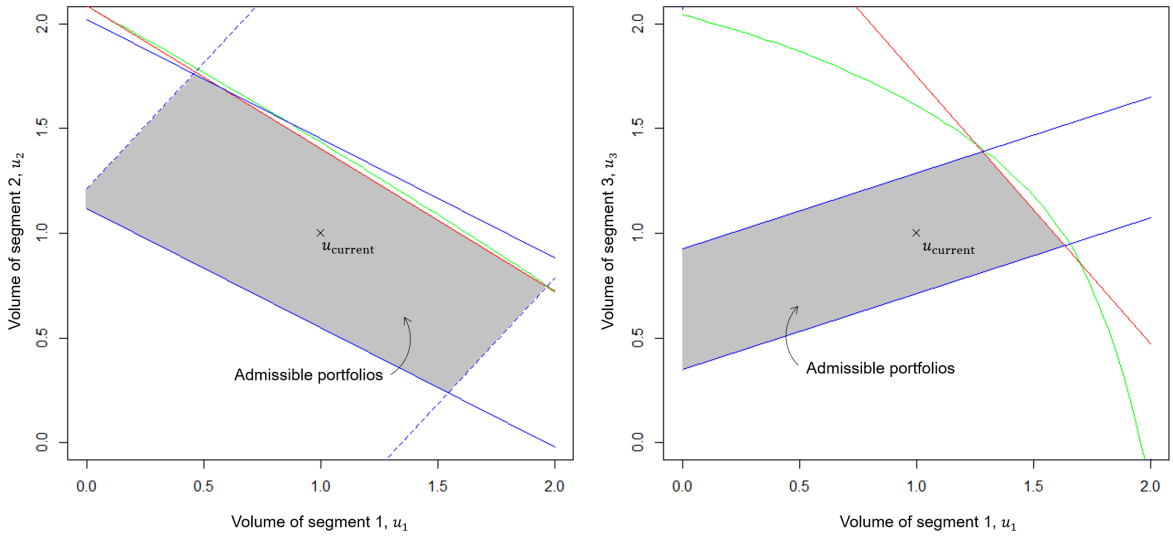 2.0
1.5
1.0
0.5
0.0
Volume of segment 2, u₂
u_current
Admissible portfolios
0.0 0.5 1.0 1.5 2.0
Volume of segment 1, u₁
2.0
1.5
1.0
0.5
0.0
Volume of segment 3, u₃
u_current
Admissible portfolios
0.0 0.5 1.0 1.5 2.0
Volume of segment 1, u₁